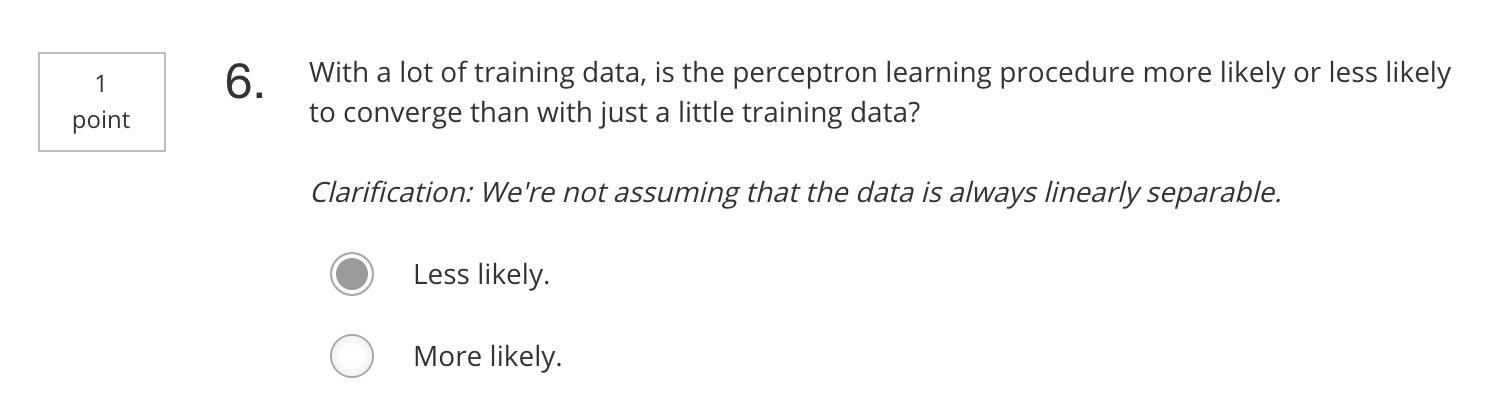 1
point
6.
With a lot of training data, is the perceptron learning procedure more likely or less likely
to converge than with just a little training data?
Clarification: We're not assuming that the data is always linearly separable.
Less likely.
More likely.